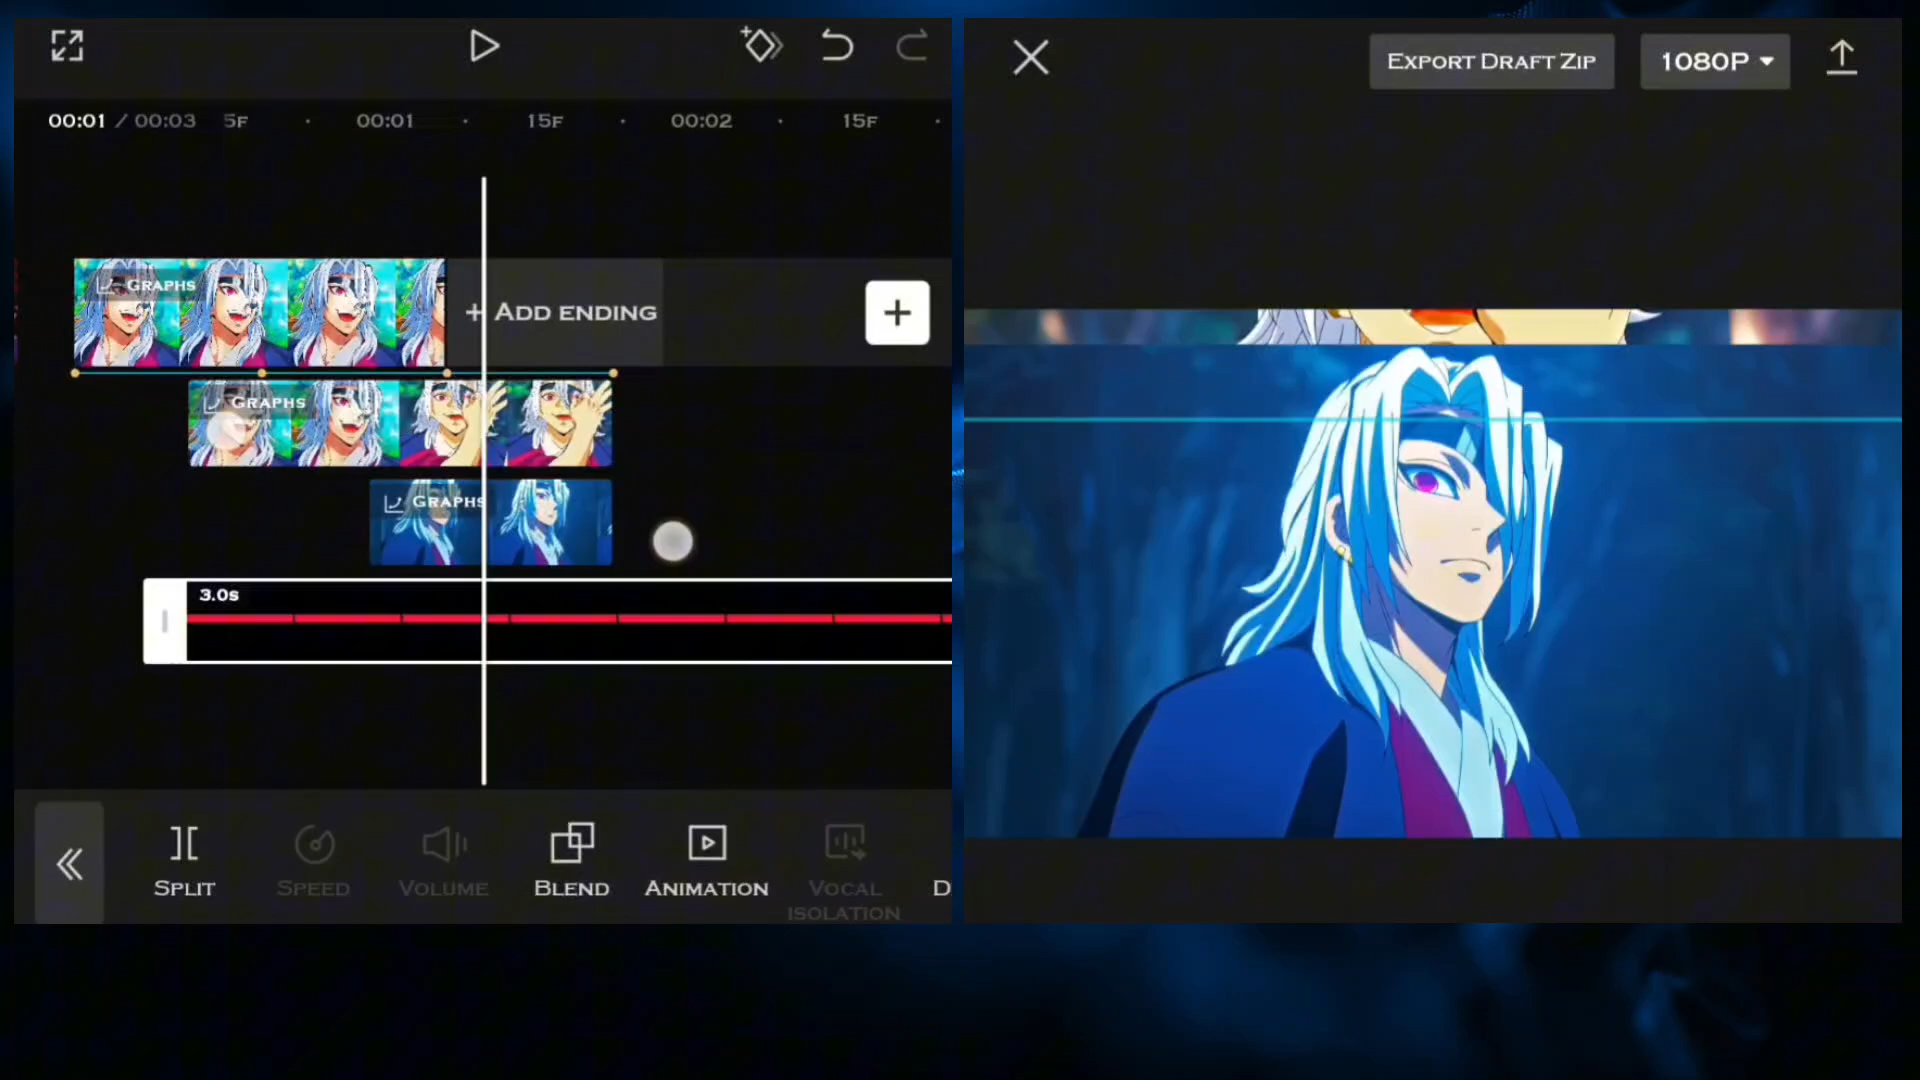 00:01 / 00:03 5F 00:01 15F 00:02 15F
GRAPHS
+ ADD ENDING
+
GRAPHS
GRAPHS
3.0s
SPLIT SPEED VOLUME BLEND ANIMATION VOCAL ISOLATION D
EXPORT DRAFT ZIP 1080P